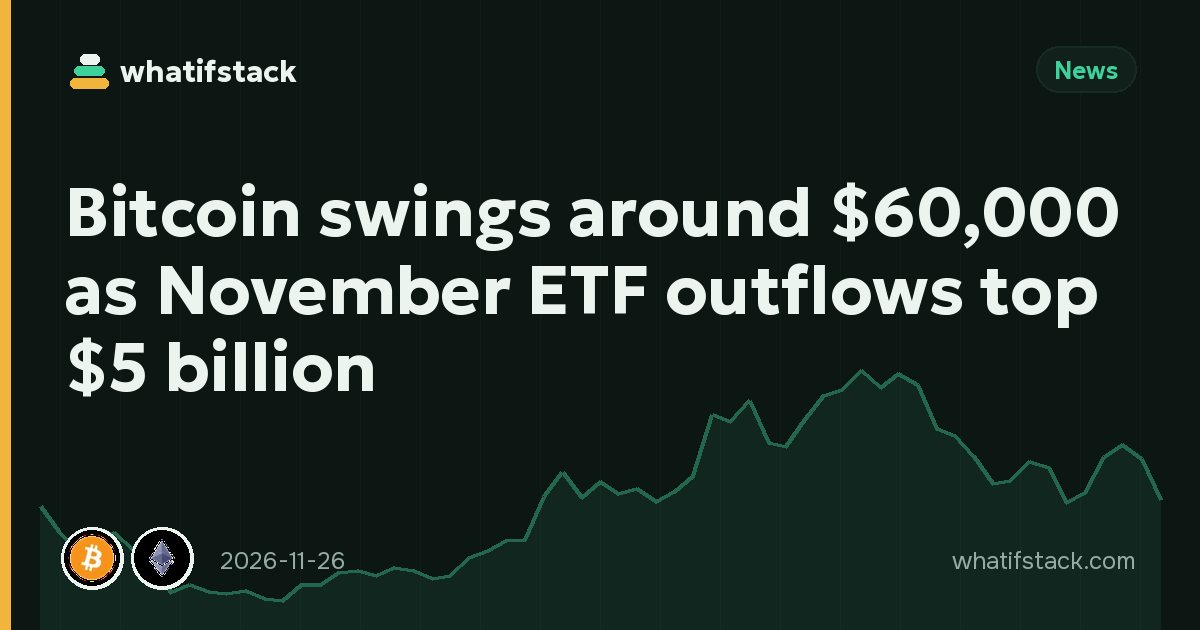 whatifstack
News
Bitcoin swings around $60,000
as November ETF outflows top
$5 billion
2026-11-26
whatifstack.com